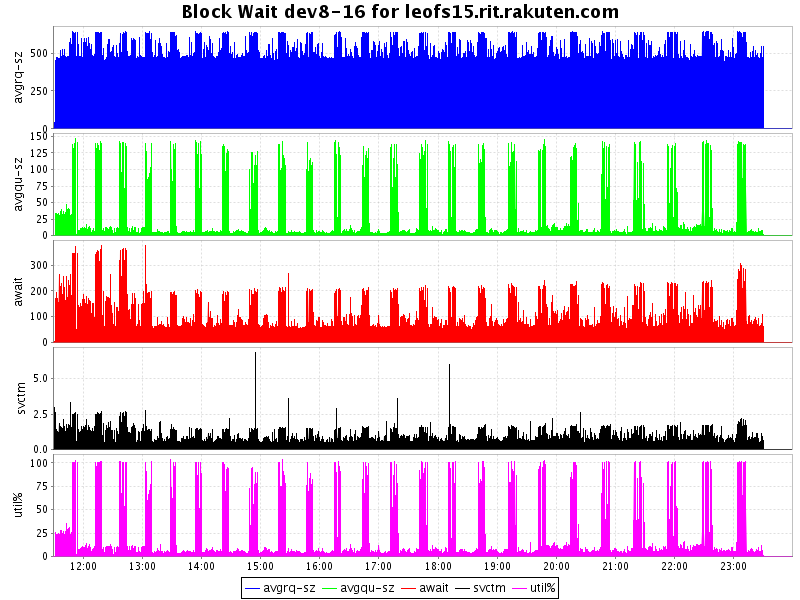 Block Wait dev8-16 for leofs15.rit.rakuten.com
avgrq-sz
500
250
0
avgqu-sz
150
125
100
75
50
25
0
await
300
200
100
0
svctm
5.0
2.5
0.0
util%
100
75
50
25
0
12:00 13:00 14:00 15:00 16:00 17:00 18:00 19:00 20:00 21:00 22:00 23:00
avgrq-sz avgqu-sz await svctm util%